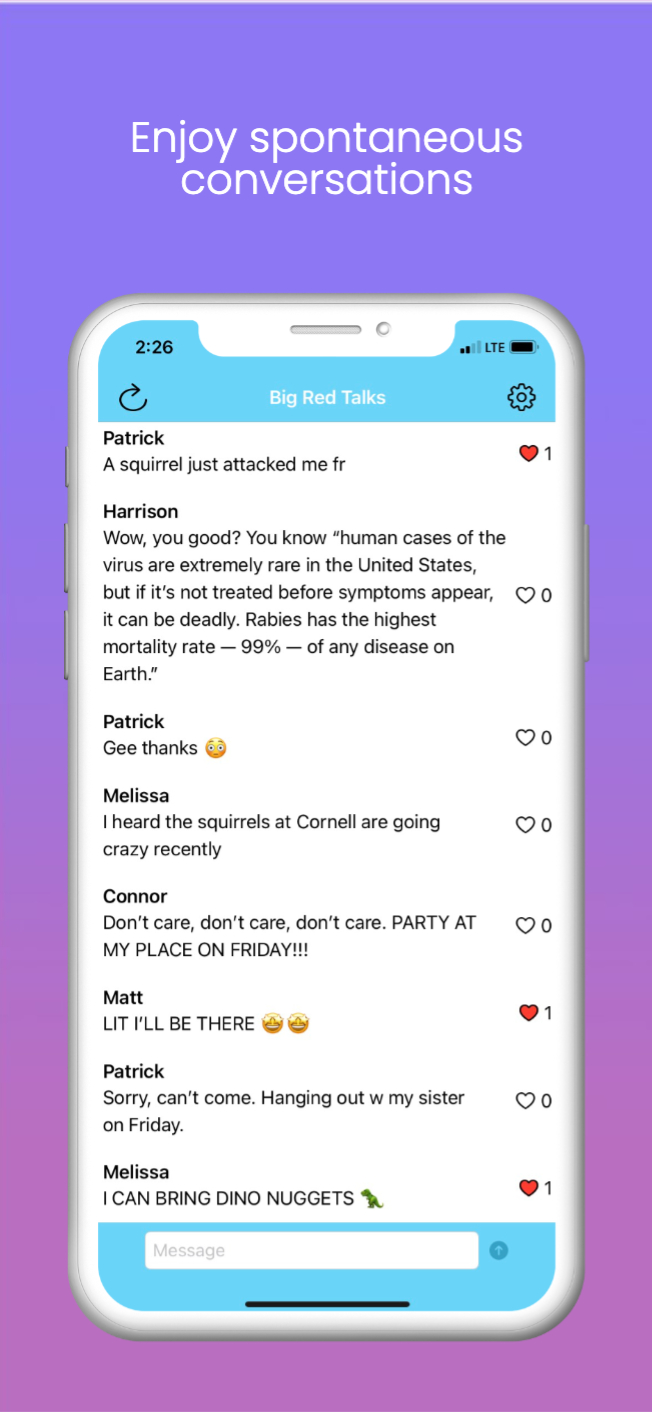 Enjoy spontaneous
conversations
2:26
LTE
Big Red Talks
Patrick
A squirrel just attacked me fr
1
Harrison
Wow, you good? You know “human cases of the
virus are extremely rare in the United States,
but if it’s not treated before symptoms appear,
it can be deadly. Rabies has the highest
mortality rate — 99% — of any disease on
Earth.”
0
Patrick
Gee thanks 😳
0
Melissa
I heard the squirrels at Cornell are going
crazy recently
0
Connor
Don’t care, don’t care, don’t care. PARTY AT
MY PLACE ON FRIDAY!!!
0
Matt
LIT I’LL BE THERE 🤩🤩
1
Patrick
Sorry, can’t come. Hanging out w my sister
on Friday.
0
Melissa
I CAN BRING DINO NUGGETS 🦖
1
Message